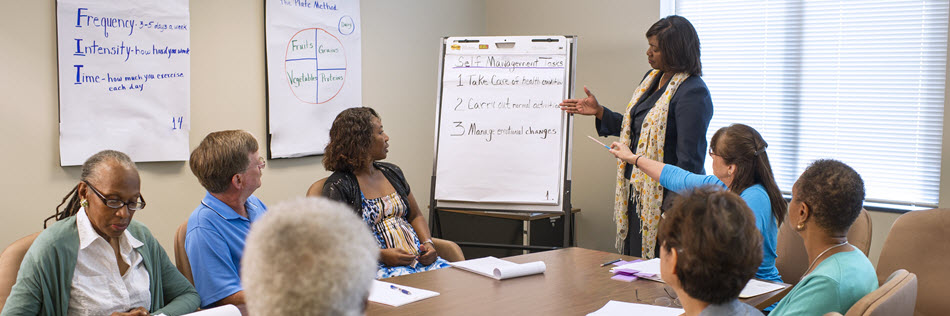 Frequency - 3-5 days a week
Intensity - how hard you work
Time - how much you exercise
each day
14
The Plate Method
Dairy
Fruits
Grains
Vegetables
Proteins
Self Management Tasks
1 Take Care of health condition
2 Carry out normal activities
3 Manage emotional changes